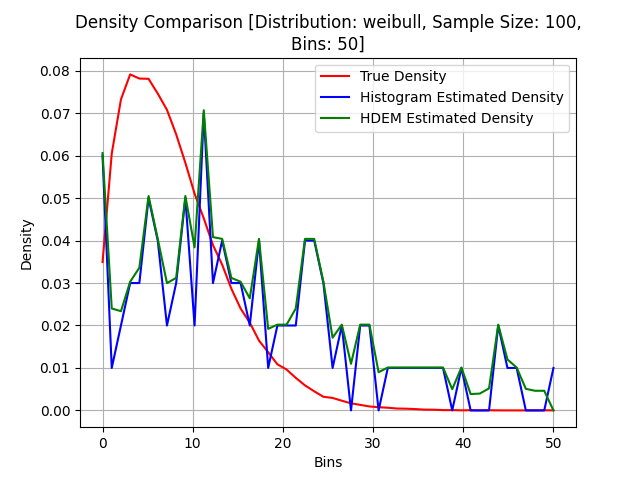 Density Comparison [Distribution: weibull, Sample Size: 100,
Bins: 50]
True Density
Histogram Estimated Density
HDEM Estimated Density
Density
0.08
0.07
0.06
0.05
0.04
0.03
0.02
0.01
0.00
0 10 20 30 40 50
Bins